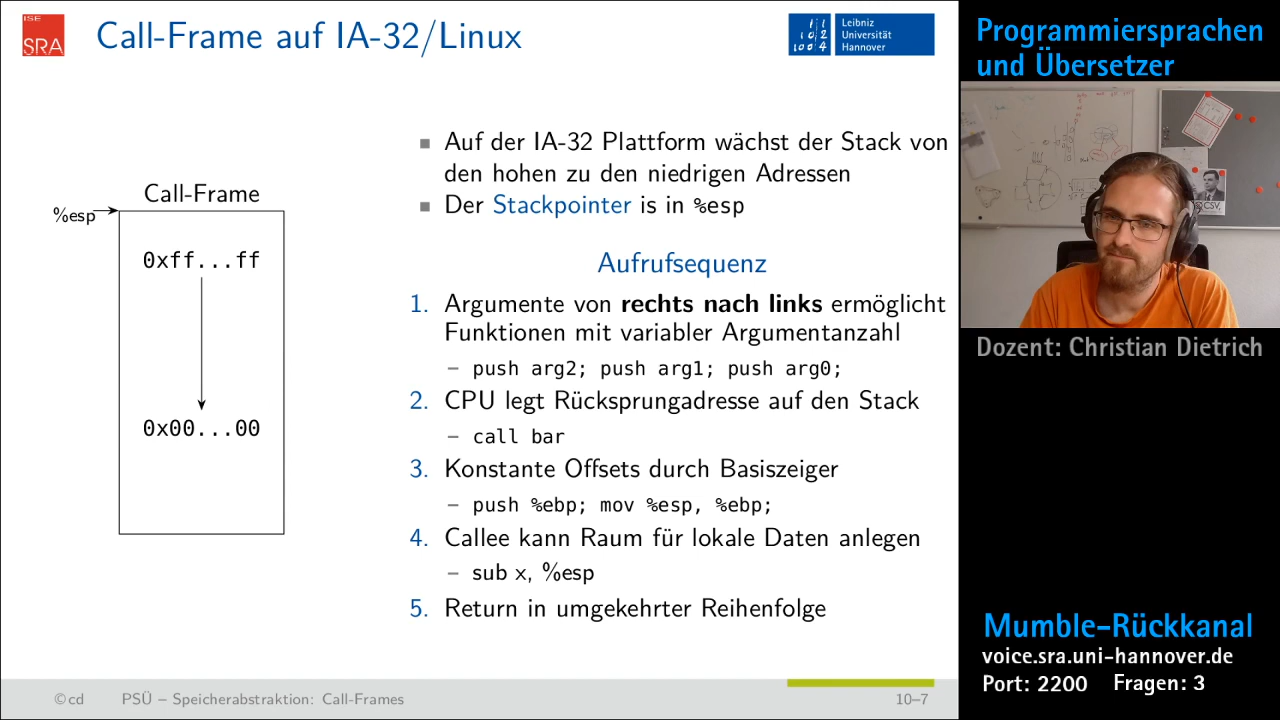 ISE
SRA
Call-Frame auf IA-32/Linux
Leibniz
Universität
Hannover
Call-Frame
%esp
0xff...ff
0x00...00
Auf der IA-32 Plattform wächst der Stack von
den hohen zu den niedrigen Adressen
Der Stackpointer is in %esp
Aufrufsequenz
1. Argumente von rechts nach links ermöglicht
Funktionen mit variabler Argumentanzahl
– push arg2; push arg1; push arg0;
2. CPU legt Rücksprungadresse auf den Stack
– call bar
3. Konstante Offsets durch Basiszeiger
– push %ebp; mov %esp, %ebp;
4. Callee kann Raum für lokale Daten anlegen
– sub x, %esp
5. Return in umgekehrter Reihenfolge
©cd PSÜ – Speicherabstraktion: Call-Frames 10–7
Programmiersprachen
und Übersetzer
CSV,
Dozent: Christian Dietrich
Mumble-Rückkanal
voice.sra.uni-hannover.de
Port: 2200 Fragen: 3